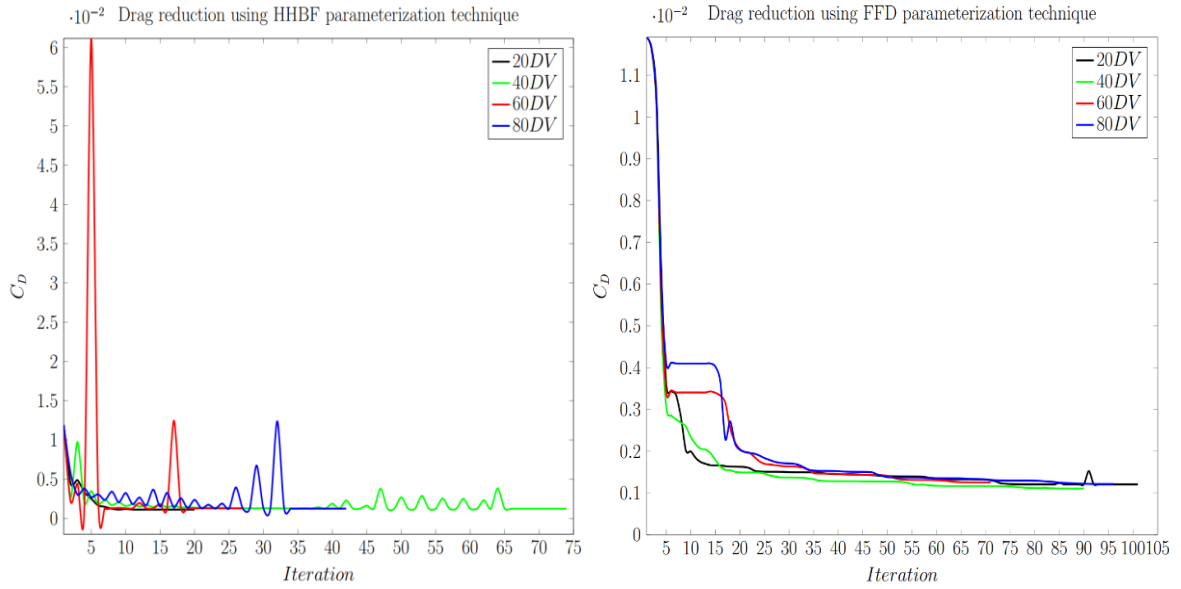 ·10−2 Drag reduction using HHBF parameterization technique
6
5.5
5
4.5
4
3.5
3
2.5
2
1.5
1
0.5
0
C_D
20DV
40DV
60DV
80DV
5 10 15 20 25 30 35 40 45 50 55 60 65 70 75
Iteration
·10−2 Drag reduction using FFD parameterization technique
1.1
1
0.9
0.8
0.7
0.6
0.5
0.4
0.3
0.2
0.1
0
C_D
20DV
40DV
60DV
80DV
5 10 15 20 25 30 35 40 45 50 55 60 65 70 75 80 85 90 95 100105
Iteration